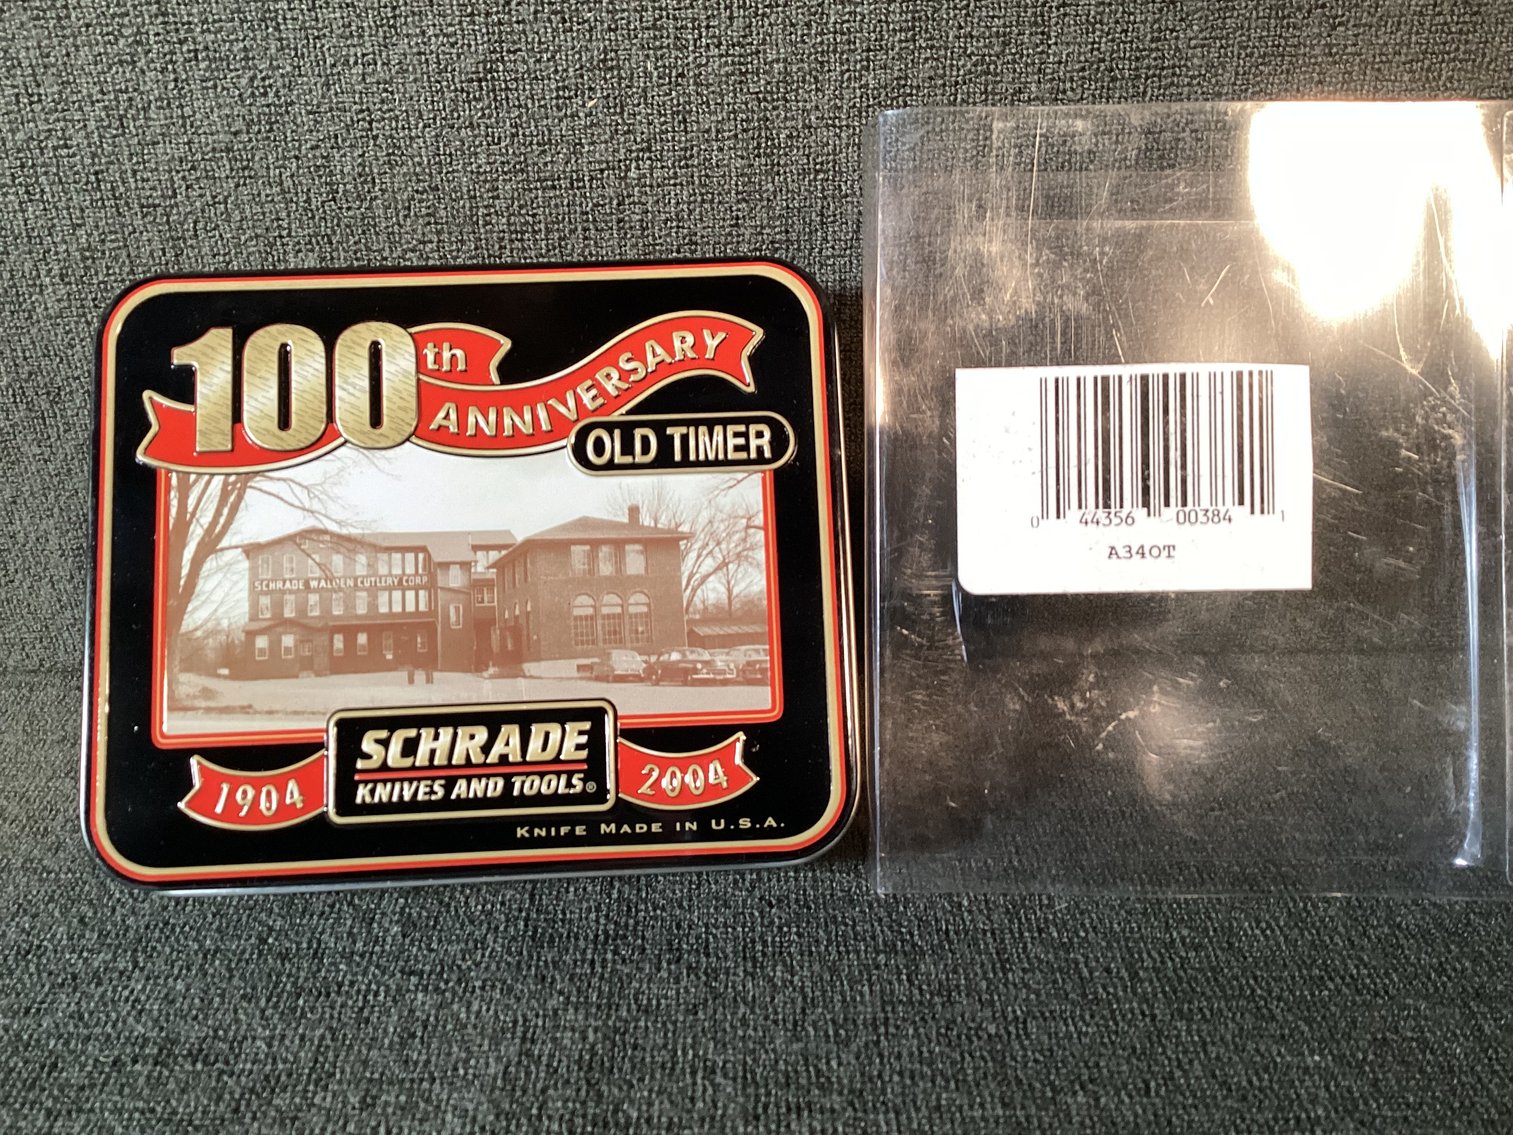 100th
ANNIVERSARY
OLD TIMER
SCHRADE WALDEN CUTLERY CORP
SCHRADE
KNIVES AND TOOLS®
1904
2004
KNIFE MADE IN U.S.A.
0 44356 00384 1
A34OT